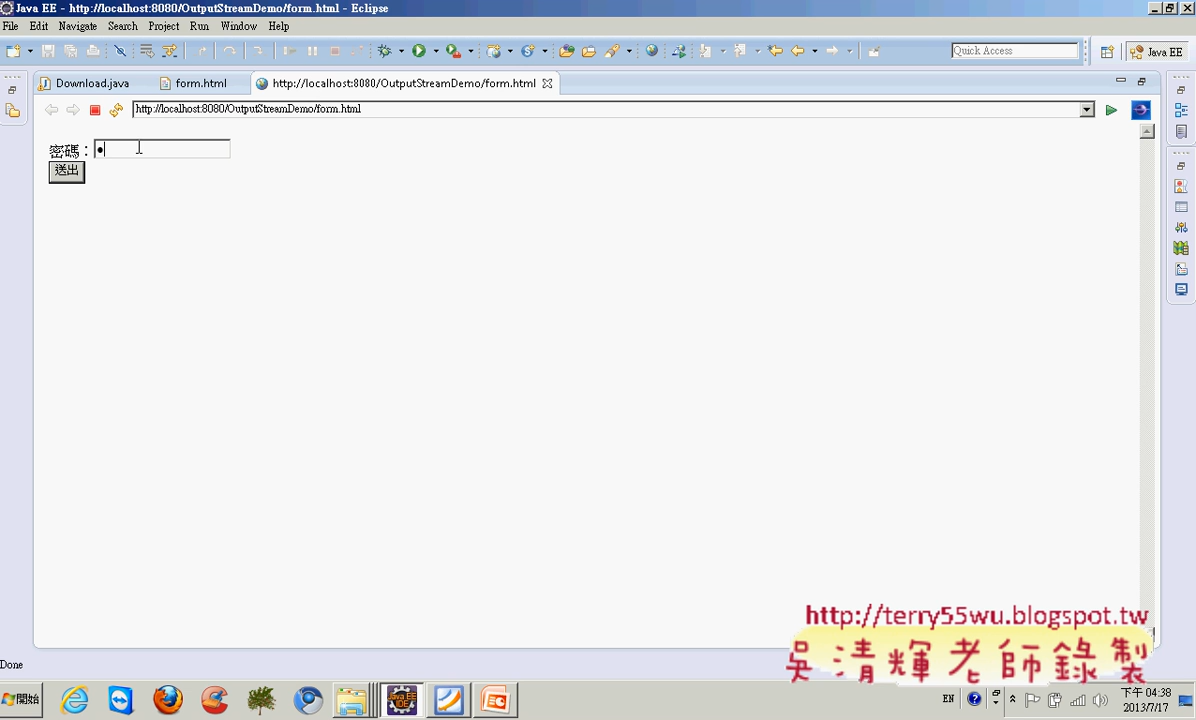 Java EE - http://localhost:8080/OutputStreamDemo/form.html - Eclipse
File Edit Navigate Search Project Run Window Help
Quick Access
Java EE
Download.java
form.html
http://localhost:8080/OutputStreamDemo/form.html
http://localhost:8080/OutputStreamDemo/form.html
密碼：
送出
http://terry55wu.blogspot.tw
吳清輝老師錄製
Done
開始
Java EE
IDE
EN
下午 04:38
2013/7/17